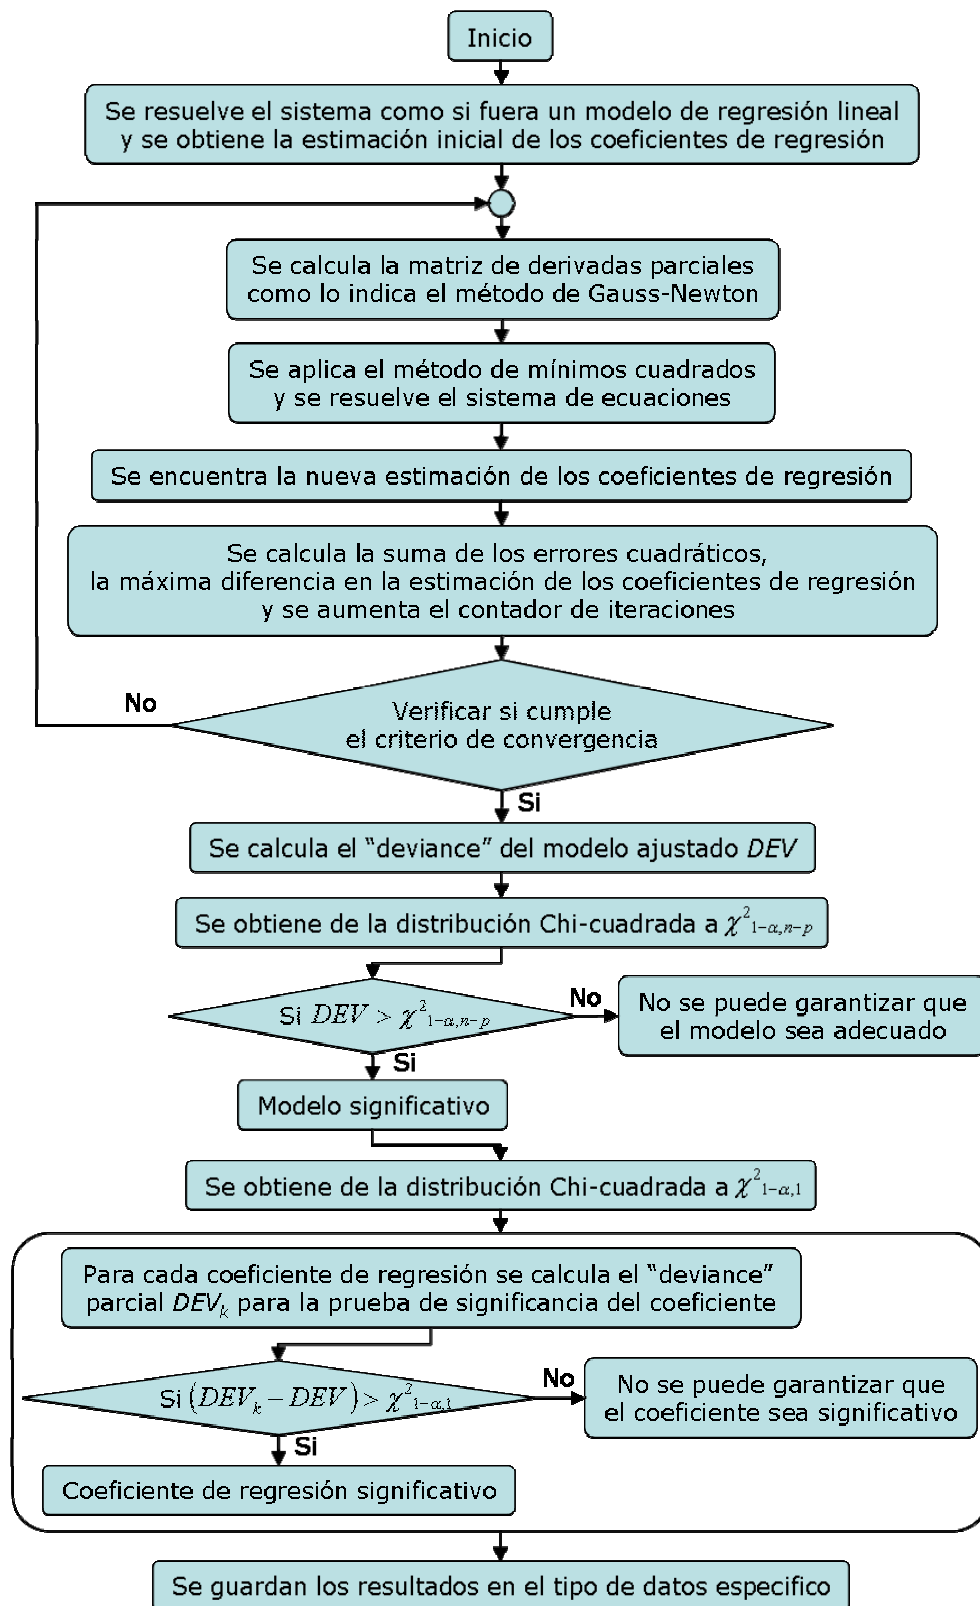 Inicio
Se resuelve el sistema como si fuera un modelo de regresión lineal
y se obtiene la estimación inicial de los coeficientes de regresión
Se calcula la matriz de derivadas parciales
como lo indica el método de Gauss-Newton
Se aplica el método de mínimos cuadrados
y se resuelve el sistema de ecuaciones
Se encuentra la nueva estimación de los coeficientes de regresión
Se calcula la suma de los errores cuadráticos,
la máxima diferencia en la estimación de los coeficientes de regresión
y se aumenta el contador de iteraciones
No
Verificar si cumple
el criterio de convergencia
Si
Se calcula el “deviance” del modelo ajustado DEV
Se obtiene de la distribución Chi-cuadrada a χ²₁₋α,ₙ₋ₚ
Si DEV > χ²₁₋α,ₙ₋ₚ
No
No se puede garantizar que
el modelo sea adecuado
Si
Modelo significativo
Se obtiene de la distribución Chi-cuadrada a χ²₁₋α,₁
Para cada coeficiente de regresión se calcula el “deviance”
parcial DEVₖ para la prueba de significancia del coeficiente
Si (DEVₖ − DEV) > χ²₁₋α,₁
No
No se puede garantizar que
el coeficiente sea significativo
Si
Coeficiente de regresión significativo
Se guardan los resultados en el tipo de datos especifico